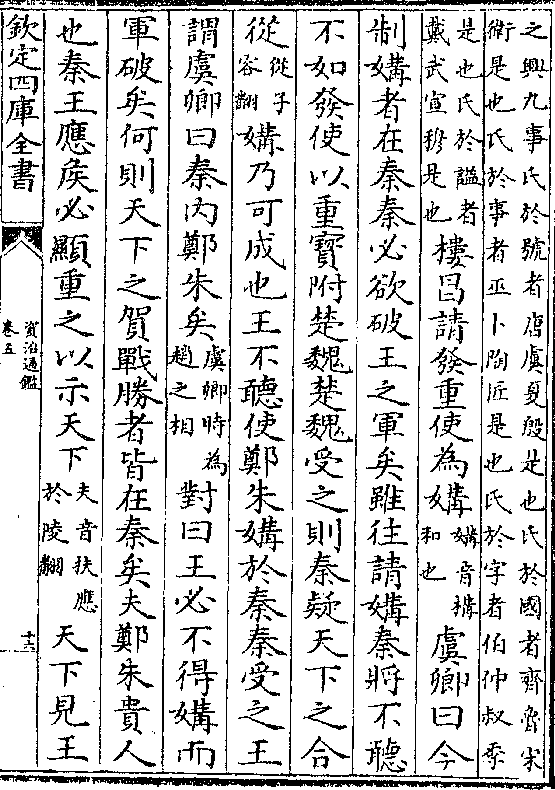 之興九事氏於號者唐虞夏殷是也氏於國者齊魯宋
衛是也氏於事者巫卜陶匠是也氏於字者伯仲叔季
是也氏於諡者戴武宣穆是也樓昌請發重使為媾媾音搆和也虞卿曰今
制媾者在秦秦必欲破王之軍矣雖往請媾秦將不聽
不如發使以重寶附楚魏楚魏受之則秦疑天下之合
從從子容翻媾乃可成也王不聽使鄭朱媾於秦秦受之王
謂虞卿曰秦内鄭朱矣虞卿時為趙之相對曰王必不得媾而
軍破矣何則天下之賀戰勝者皆在秦矣夫鄭朱貴人
也秦王應侯必顯重之以示天下夫音扶應於陵翻天下見王
欽定四庫全書
資治通鑑
卷五
十六